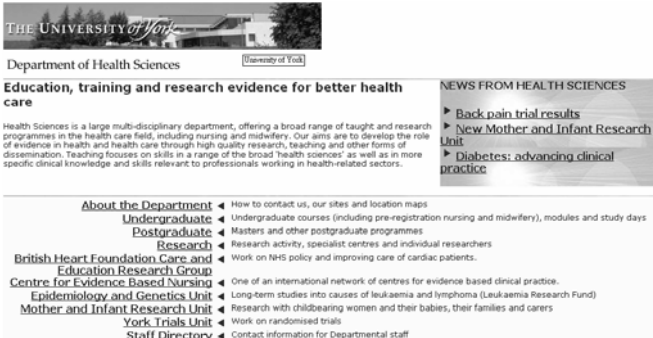 THE UNIVERSITY of York
Department of Health Sciences
University of York
Education, training and research evidence for better health
care
Health Sciences is a large multi-disciplinary department, offering a broad range of taught and research
programmes in the health care field, including nursing and midwifery. Our aims are to develop the role
of evidence in health and health care through high quality research, teaching and other forms of
dissemination. Teaching focuses on skills in a range of the broad 'health sciences' as well as in more
specific clinical knowledge and skills relevant to professionals working in health-related sectors.
NEWS FROM HEALTH SCIENCES
Back pain trial results
New Mother and Infant Research
Unit
Diabetes: advancing clinical
practice
About the Department ◄ How to contact us, our sites and location maps
Undergraduate ◄ Undergraduate courses (including pre-registration nursing and midwifery), modules and study days
Postgraduate ◄ Masters and other postgraduate programmes
Research ◄ Research activity, specialist centres and individual researchers
British Heart Foundation Care and ◄ Work on NHS policy and improving care of cardiac patients.
Education Research Group
Centre for Evidence Based Nursing ◄ One of an international network of centres for evidence based clinical practice.
Epidemiology and Genetics Unit ◄ Long-term studies into causes of leukaemia and lymphoma (Leukaemia Research Fund)
Mother and Infant Research Unit ◄ Research with childbearing women and their babies, their families and carers
York Trials Unit ◄ Work on randomised trials
Staff Directory ◄ Contact information for Departmental staff